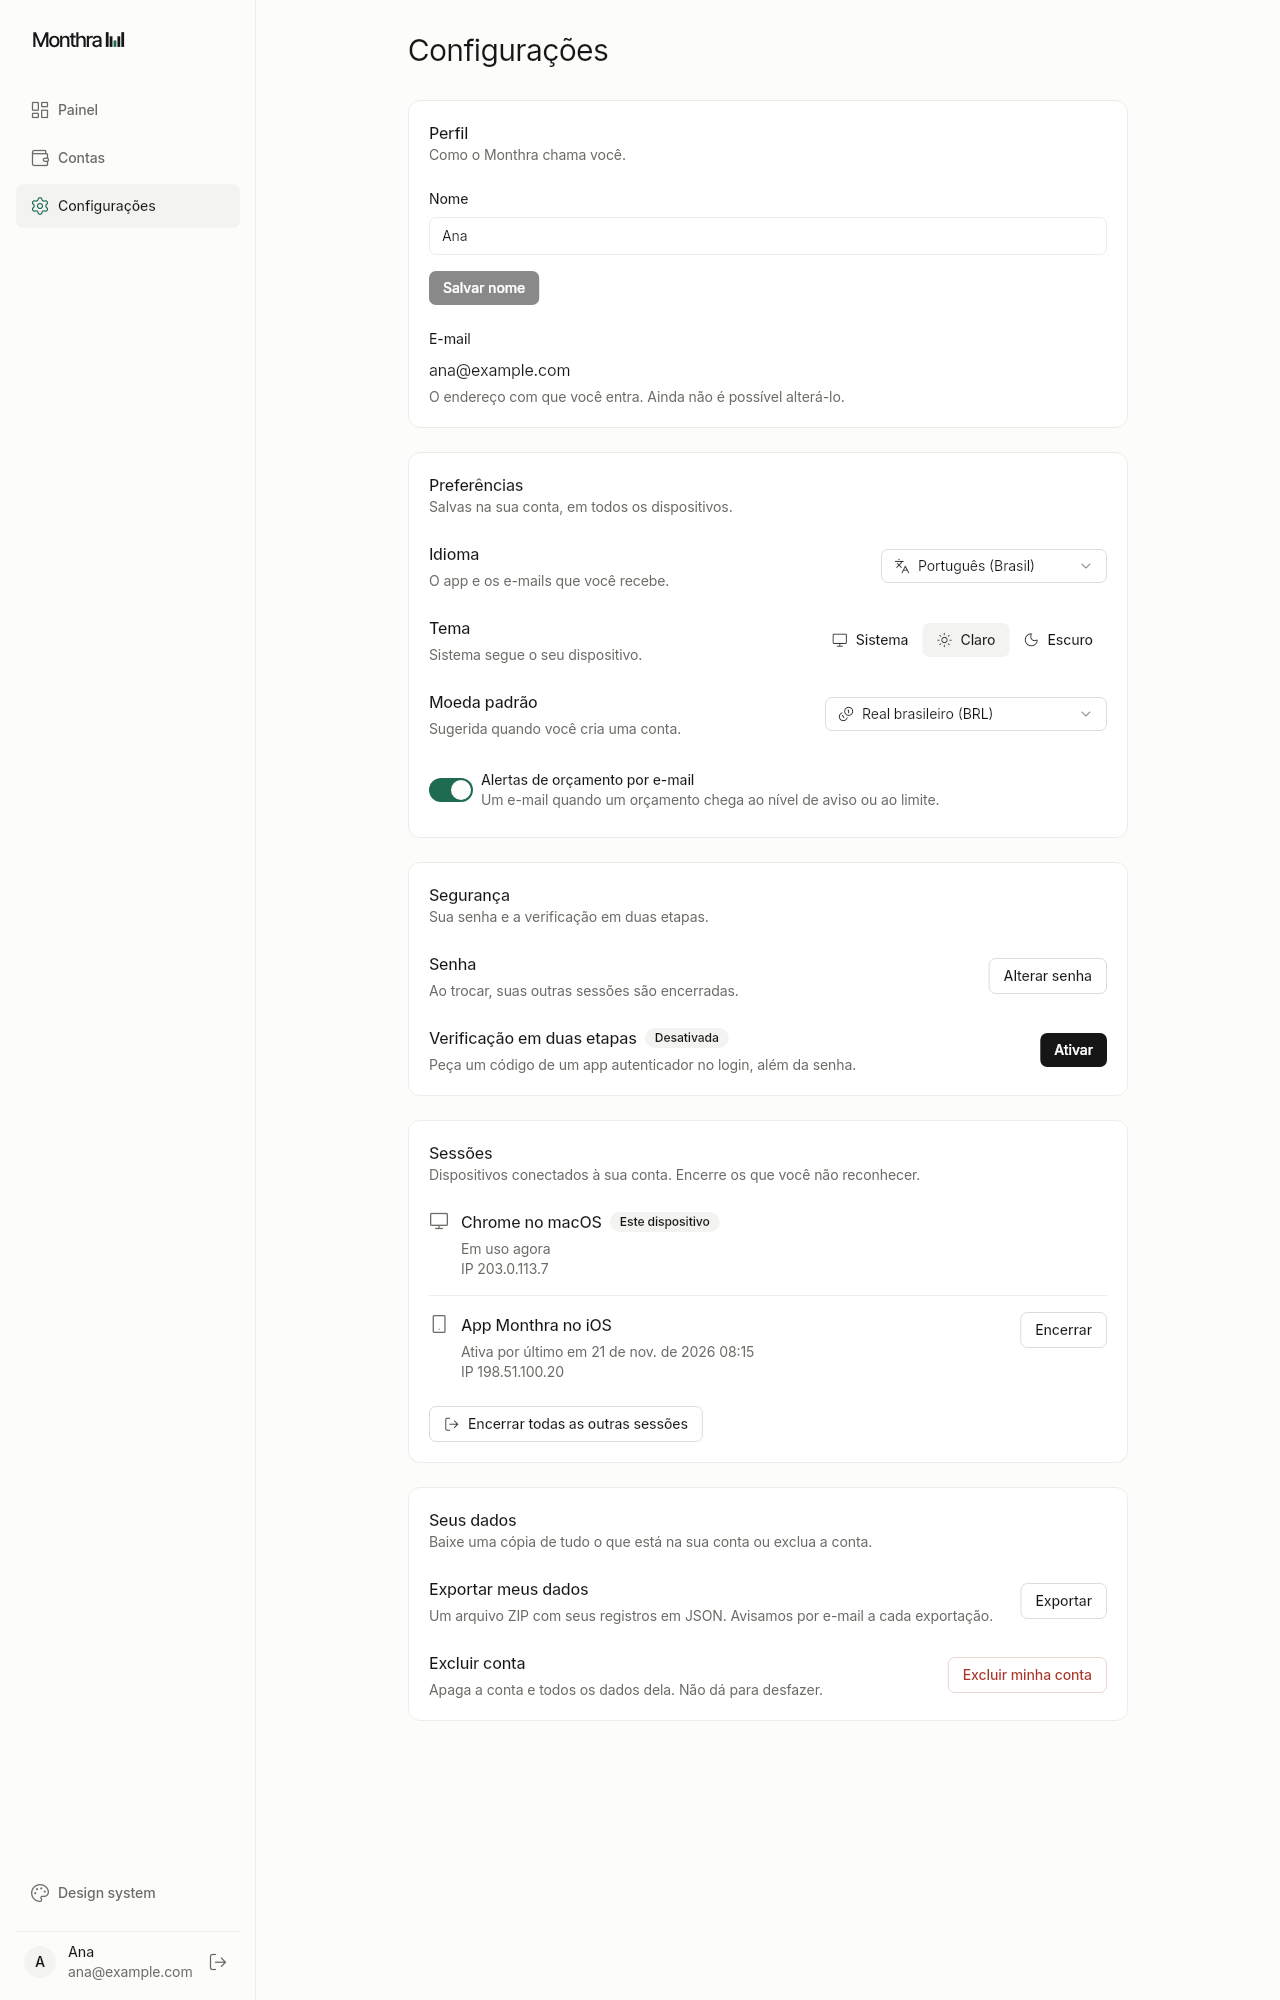 Monthra
Painel
Contas
Configurações
Configurações
Perfil
Como o Monthra chama você.
Nome
Ana
Salvar nome
E-mail
ana@example.com
O endereço com que você entra. Ainda não é possível alterá-lo.
Preferências
Salvas na sua conta, em todos os dispositivos.
Idioma
O app e os e-mails que você recebe.
Português (Brasil)
Tema
Sistema segue o seu dispositivo.
Sistema
Claro
Escuro
Moeda padrão
Sugerida quando você cria uma conta.
Real brasileiro (BRL)
Alertas de orçamento por e-mail
Um e-mail quando um orçamento chega ao nível de aviso ou ao limite.
Segurança
Sua senha e a verificação em duas etapas.
Senha
Ao trocar, suas outras sessões são encerradas.
Alterar senha
Verificação em duas etapas Desativada
Peça um código de um app autenticador no login, além da senha.
Ativar
Sessões
Dispositivos conectados à sua conta. Encerre os que você não reconhecer.
Chrome no macOS Este dispositivo
Em uso agora
IP 203.0.113.7
App Monthra no iOS
Ativa por último em 21 de nov. de 2026 08:15
IP 198.51.100.20
Encerrar
Encerrar todas as outras sessões
Seus dados
Baixe uma cópia de tudo o que está na sua conta ou exclua a conta.
Exportar meus dados
Um arquivo ZIP com seus registros em JSON. Avisamos por e-mail a cada exportação.
Exportar
Excluir conta
Apaga a conta e todos os dados dela. Não dá para desfazer.
Excluir minha conta
Design system
A
Ana
ana@example.com